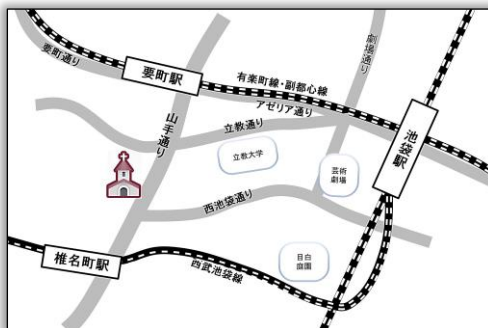 要町通り
要町駅
有楽町線・副都心線
アゼリア通り
劇場通り
池袋駅
山手通り
立教通り
立教大学
芸術
劇場
西池袋通り
椎名町駅
西武池袋線
目白
庭園